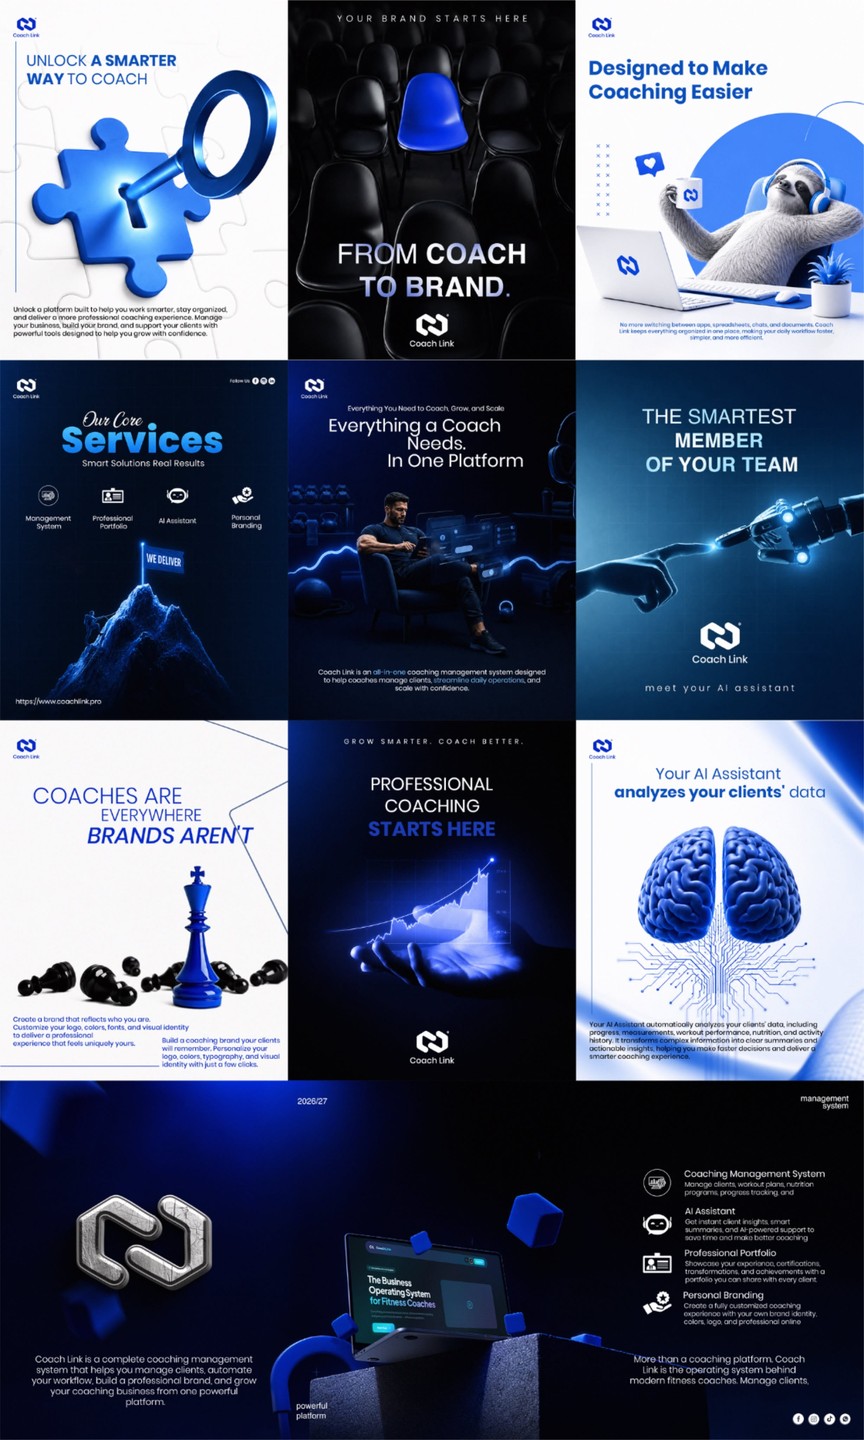 Coach Link
UNLOCK A SMARTER
WAY TO COACH
Unlock a platform built to help you work smarter, stay organized,
and deliver a more professional coaching experience. Manage
your business, build your brand, and support your clients with
powerful tools designed to help you grow with confidence.
YOUR BRAND STARTS HERE
FROM COACH
TO BRAND.
Coach Link
Coach Link
Designed to Make
Coaching Easier
No more switching between apps, spreadsheets, chats, and documents. Coach
Link keeps everything organized in one place, making your daily workflow faster,
simpler, and more efficient.
Coach Link
Follow Us
Our Core
Services
Smart Solutions Real Results
Management
System
Professional
Portfolio
AI Assistant
Personal
Branding
WE DELIVER
https://www.coachlink.pro
Coach Link
Everything You Need to Coach, Grow, and Scale
Everything a Coach
Needs.
In One Platform
Coach Link is an all-in-one coaching management system designed
to help coaches manage clients, streamline daily operations, and
scale with confidence.
THE SMARTEST
MEMBER
OF YOUR TEAM
Coach Link
meet your AI assistant
Coach Link
COACHES ARE
EVERYWHERE
BRANDS AREN'T
Create a brand that reflects who you are.
Customize your logo, colors, fonts, and visual identity
to deliver a professional
experience that feels uniquely yours.
Build a coaching brand your clients
will remember. Personalize your
logo, colors, typography, and visual
identity with just a few clicks.
GROW SMARTER. COACH BETTER.
PROFESSIONAL
COACHING
STARTS HERE
Coach Link
Coach Link
Your AI Assistant
analyzes your clients' data
Your AI Assistant automatically analyzes your clients' data, including
progress, measurements, workout performance, nutrition, and activity
history. It transforms complex information into clear summaries and
actionable insights, helping you make faster decisions and deliver a
smarter coaching experience.
2026/27
management
system
Coach Link is a complete coaching management
system that helps you manage clients, automate
your workflow, build a professional brand, and grow
your coaching business from one powerful
platform.
The Business
Operating System
for Fitness Coaches
powerful
platform
Coaching Management System
Manage clients, workout plans, nutrition
programs, progress tracking, and
AI Assistant
Get instant client insights, smart
summaries, and AI-powered support to
save time and make better coaching
Professional Portfolio
Showcase your experience, certifications,
transformations, and achievements with a
portfolio you can share with every client.
Personal Branding
Create a fully customized coaching
experience with your own brand identity,
colors, logo, and professional online
More than a coaching platform. Coach
Link is the operating system behind
modern fitness coaches. Manage clients,